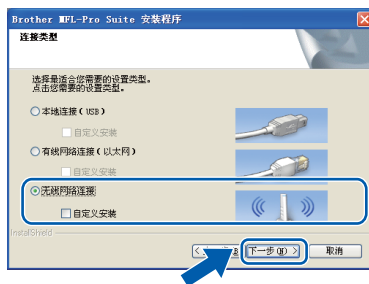 Brother MFL-Pro Suite 安装程序
连接类型
选择最适合您需要的设置类型。
点击您需要的设置类型。
本地连接（USB）
自定义安装
有线网络连接（以太网）
自定义安装
无线网络连接
自定义安装
InstallShield
下一步(N) > 取消